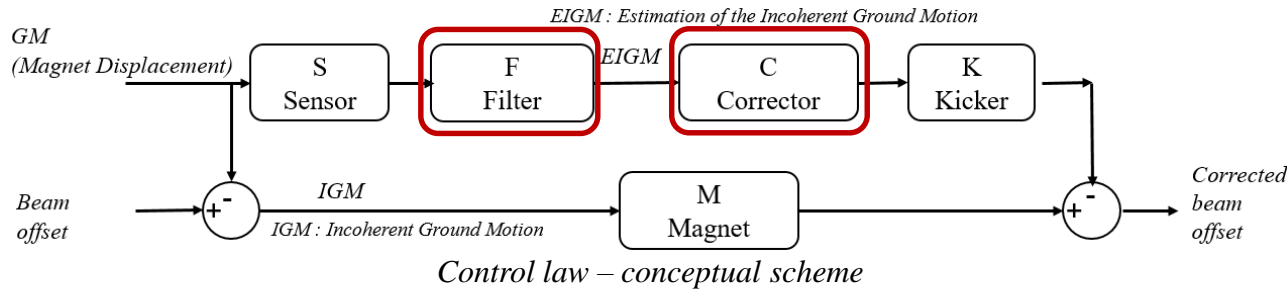 EIGM : Estimation of the Incoherent Ground Motion
GM
(Magnet Displacement)
S
Sensor
F
Filter
EIGM
C
Corrector
K
Kicker
Beam
offset
+
-
IGM
IGM : Incoherent Ground Motion
M
Magnet
+
-
Corrected
beam
offset
Control law – conceptual scheme